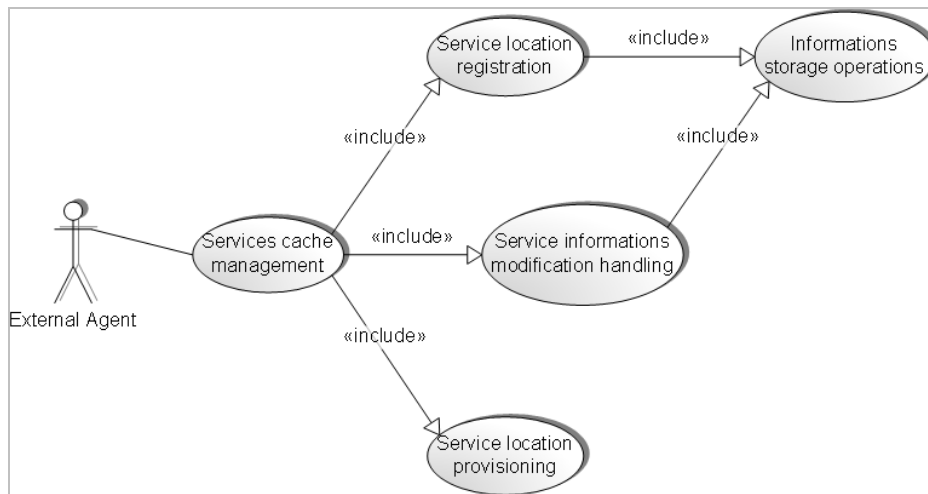 Service location
registration
«include»
Informations
storage operations
«include»
«include»
Services cache
management
«include»
Service informations
modification handling
External Agent
«include»
Service location
provisioning